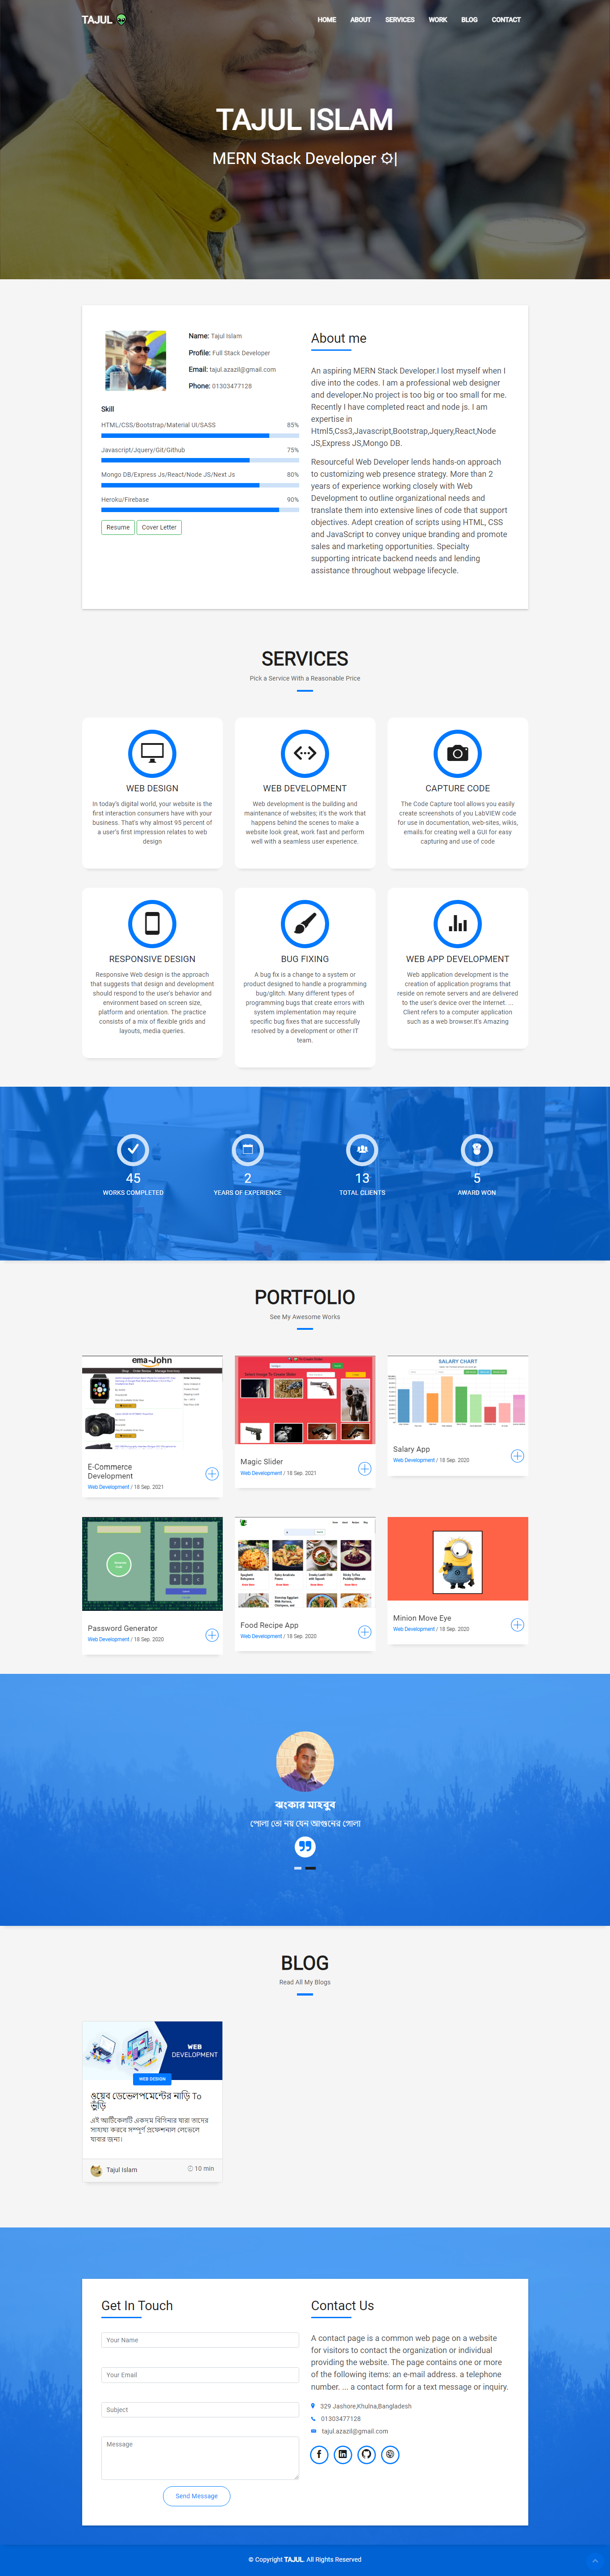 TAJUL
HOME ABOUT SERVICES WORK BLOG CONTACT
TAJUL ISLAM
MERN Stack Developer
Name: Tajul Islam
Profile: Full Stack Developer
Email: tajul.azazil@gmail.com
Phone: 01303477128
Skill
HTML/CSS/Bootstrap/Material UI/SASS 85%
Javascript/Jquery/Git/Github 75%
Mongo DB/Express Js/React/Node JS/Next Js 80%
Heroku/Firebase 90%
Resume Cover Letter
About me
An aspiring MERN Stack Developer.I lost myself when I
dive into the codes. I am a professional web designer
and developer.No project is too big or too small for me.
Recently I have completed react and node js. I am
expertise in
Html5,Css3,Javascript,Bootstrap,Jquery,React,Node
JS,Express JS,Mongo DB.
Resourceful Web Developer lends hands-on approach
to customizing web presence strategy. More than 2
years of experience working closely with Web
Development to outline organizational needs and
translate them into extensive lines of code that support
objectives. Adept creation of scripts using HTML, CSS
and JavaScript to convey unique branding and promote
sales and marketing opportunities. Specialty
supporting intricate backend needs and lending
assistance throughout webpage lifecycle.
SERVICES
Pick a Service With a Reasonable Price
WEB DESIGN
In today's digital world, your website is the
first interaction consumers have with your
business. That's why almost 95 percent of
a user's first impression relates to web
design
WEB DEVELOPMENT
Web development is the building and
maintenance of websites; it's the work that
happens behind the scenes to make a
website look great, work fast and perform
well with a seamless user experience.
CAPTURE CODE
The Code Capture tool allows you easily
create screenshots of you LabVIEW code
for use in documentation, web-sites, wikis,
emails.for creating well a GUI for easy
capturing and use of code
RESPONSIVE DESIGN
Responsive Web design is the approach
that suggests that design and development
should respond to the user's behavior and
environment based on screen size,
platform and orientation. The practice
consists of a mix of flexible grids and
layouts, media queries.
BUG FIXING
A bug fix is a change to a system or
product designed to handle a programming
bug/glitch. Many different types of
programming bugs that create errors with
system implementation may require
specific bug fixes that are successfully
resolved by a development or other IT
team.
WEB APP DEVELOPMENT
Web application development is the
creation of application programs that
reside on remote servers and are delivered
to the user's device over the Internet. ...
Client refers to a computer application
such as a web browser.It's Amazing
45 2 13 5
WORKS COMPLETED YEARS OF EXPERIENCE TOTAL CLIENTS AWARD WON
PORTFOLIO
See My Awesome Works
ema-John
E-Commerce
Development
Web Development / 18 Sep. 2021
Magic Slider
Web Development / 18 Sep. 2021
SALARY CHART
Salary App
Web Development / 18 Sep. 2020
Password Generator
Web Development / 18 Sep. 2020
Food Recipe App
Web Development / 18 Sep. 2020
Minion Move Eye
Web Development / 18 Sep. 2020
ঝংকার মাহবুব
পোলা তো নয় যেন আগুনের গোলা
BLOG
Read All My Blogs
WEB
DEVELOPMENT
WEB DESIGN
ওয়েব ডেভেলপমেন্টের নাড়ি To
ভুঁড়ি
এই আর্টিকেলটি একদম বিগিনার যারা তাদের
সাহায্য করবে সম্পূর্ণ প্রফেশনাল লেভেলে
যাবার জন্য।
Tajul Islam 10 min
Get In Touch
Your Name
Your Email
Subject
Message
Send Message
Contact Us
A contact page is a common web page on a website
for visitors to contact the organization or individual
providing the website. The page contains one or more
of the following items: an e-mail address. a telephone
number. ... a contact form for a text message or inquiry.
329 Jashore,Khulna,Bangladesh
01303477128
tajul.azazil@gmail.com
© Copyright TAJUL. All Rights Reserved